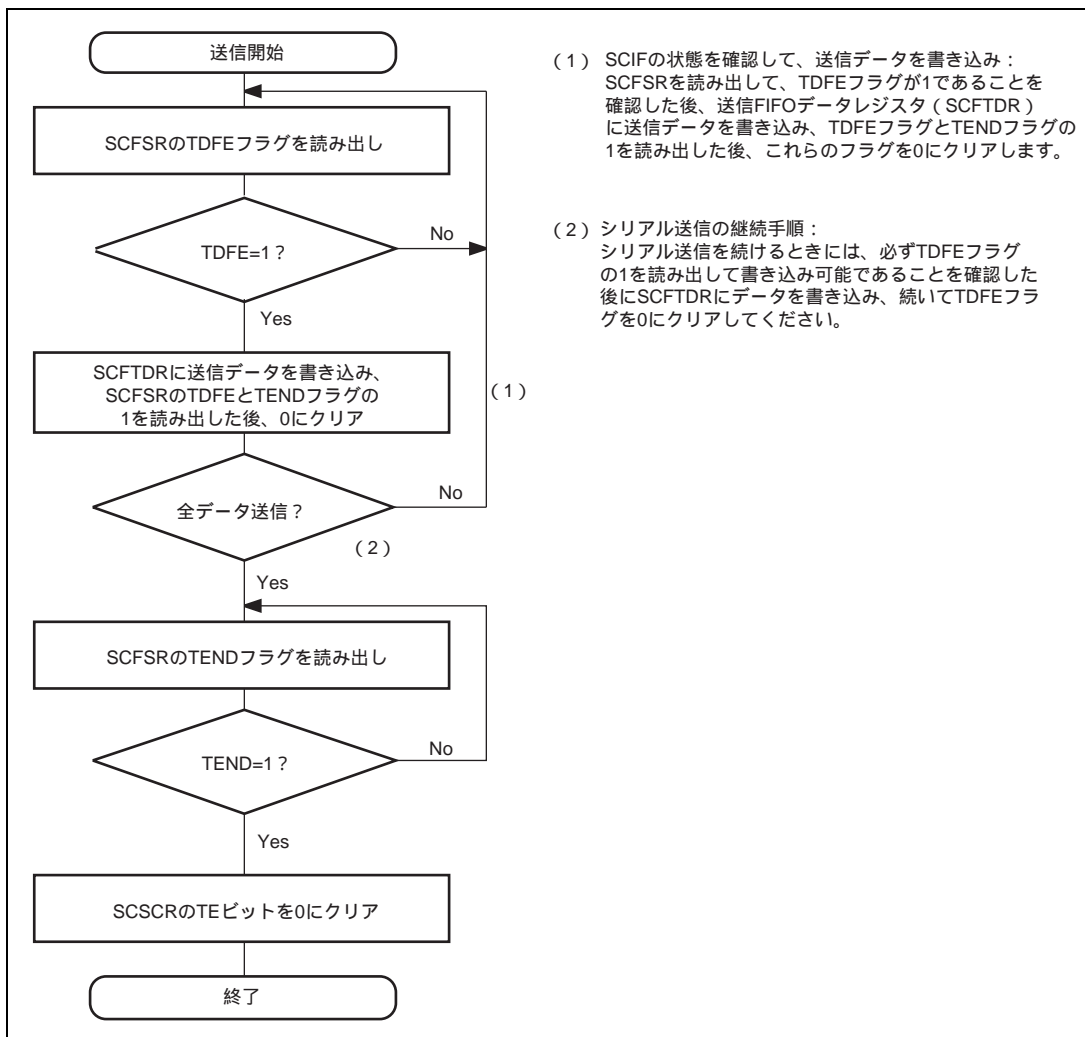 送信開始
SCFSRのTDFEフラグを読み出し
TDFE=1？
No
Yes
SCFTDRに送信データを書き込み、
SCFSRのTDFEとTENDフラグの
1を読み出した後、0にクリア
（1）
全データ送信？
No
（2）
Yes
SCFSRのTENDフラグを読み出し
TEND=1？
No
Yes
SCSCRのTEビットを0にクリア
終了
（1） SCIFの状態を確認して、送信データを書き込み：
SCFSRを読み出して、TDFEフラグが1であることを
確認した後、送信FIFOデータレジスタ（SCFTDR）
に送信データを書き込み、TDFEフラグとTENDフラグの
1を読み出した後、これらのフラグを0にクリアします。
（2） シリアル送信の継続手順：
シリアル送信を続けるときには、必ずTDFEフラグ
の1を読み出して書き込み可能であることを確認した
後にSCFTDRにデータを書き込み、続いてTDFEフラ
グを0にクリアしてください。